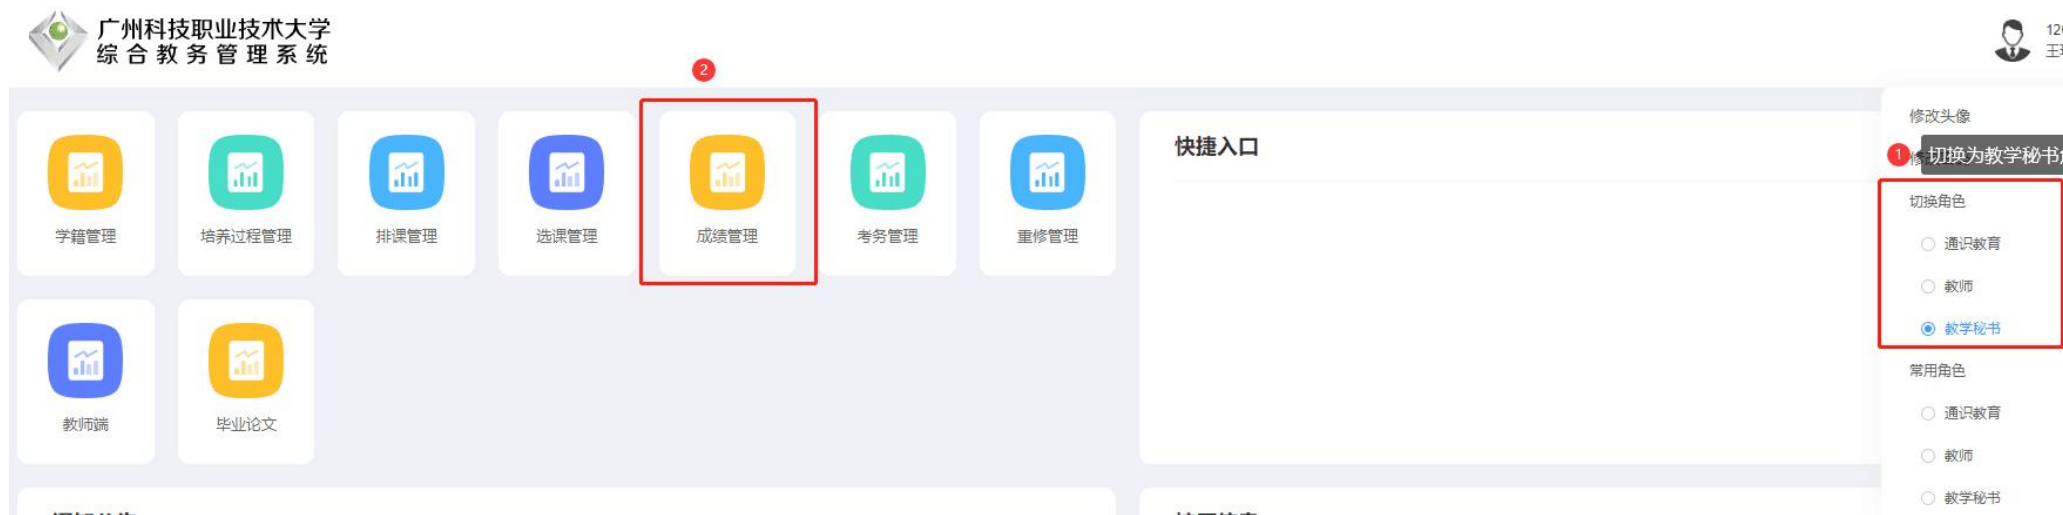 广州科技职业技术大学
综合教务管理系统
2
学籍管理
培养过程管理
排课管理
选课管理
成绩管理
考务管理
重修管理
教师端
毕业论文
快捷入口
修改头像
1
切换为教学秘书
切换角色
通识教育
教师
教学秘书
常用角色
通识教育
教师
教学秘书